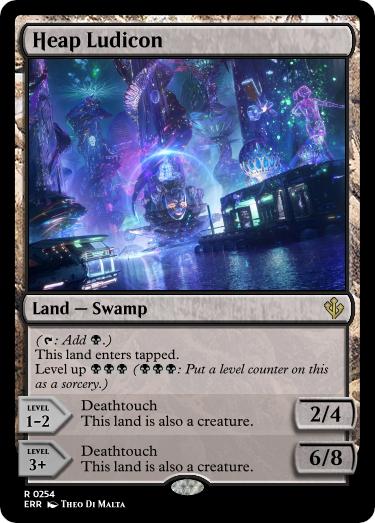 Heap Ludicon
Land — Swamp
(T: Add B.)
This land enters tapped.
Level up BBB (BBB: Put a level counter on this
as a sorcery.)
LEVEL
1-2
Deathtouch
This land is also a creature.
2/4
LEVEL
3+
Deathtouch
This land is also a creature.
6/8
R 0254
ERR Theo Di Malta